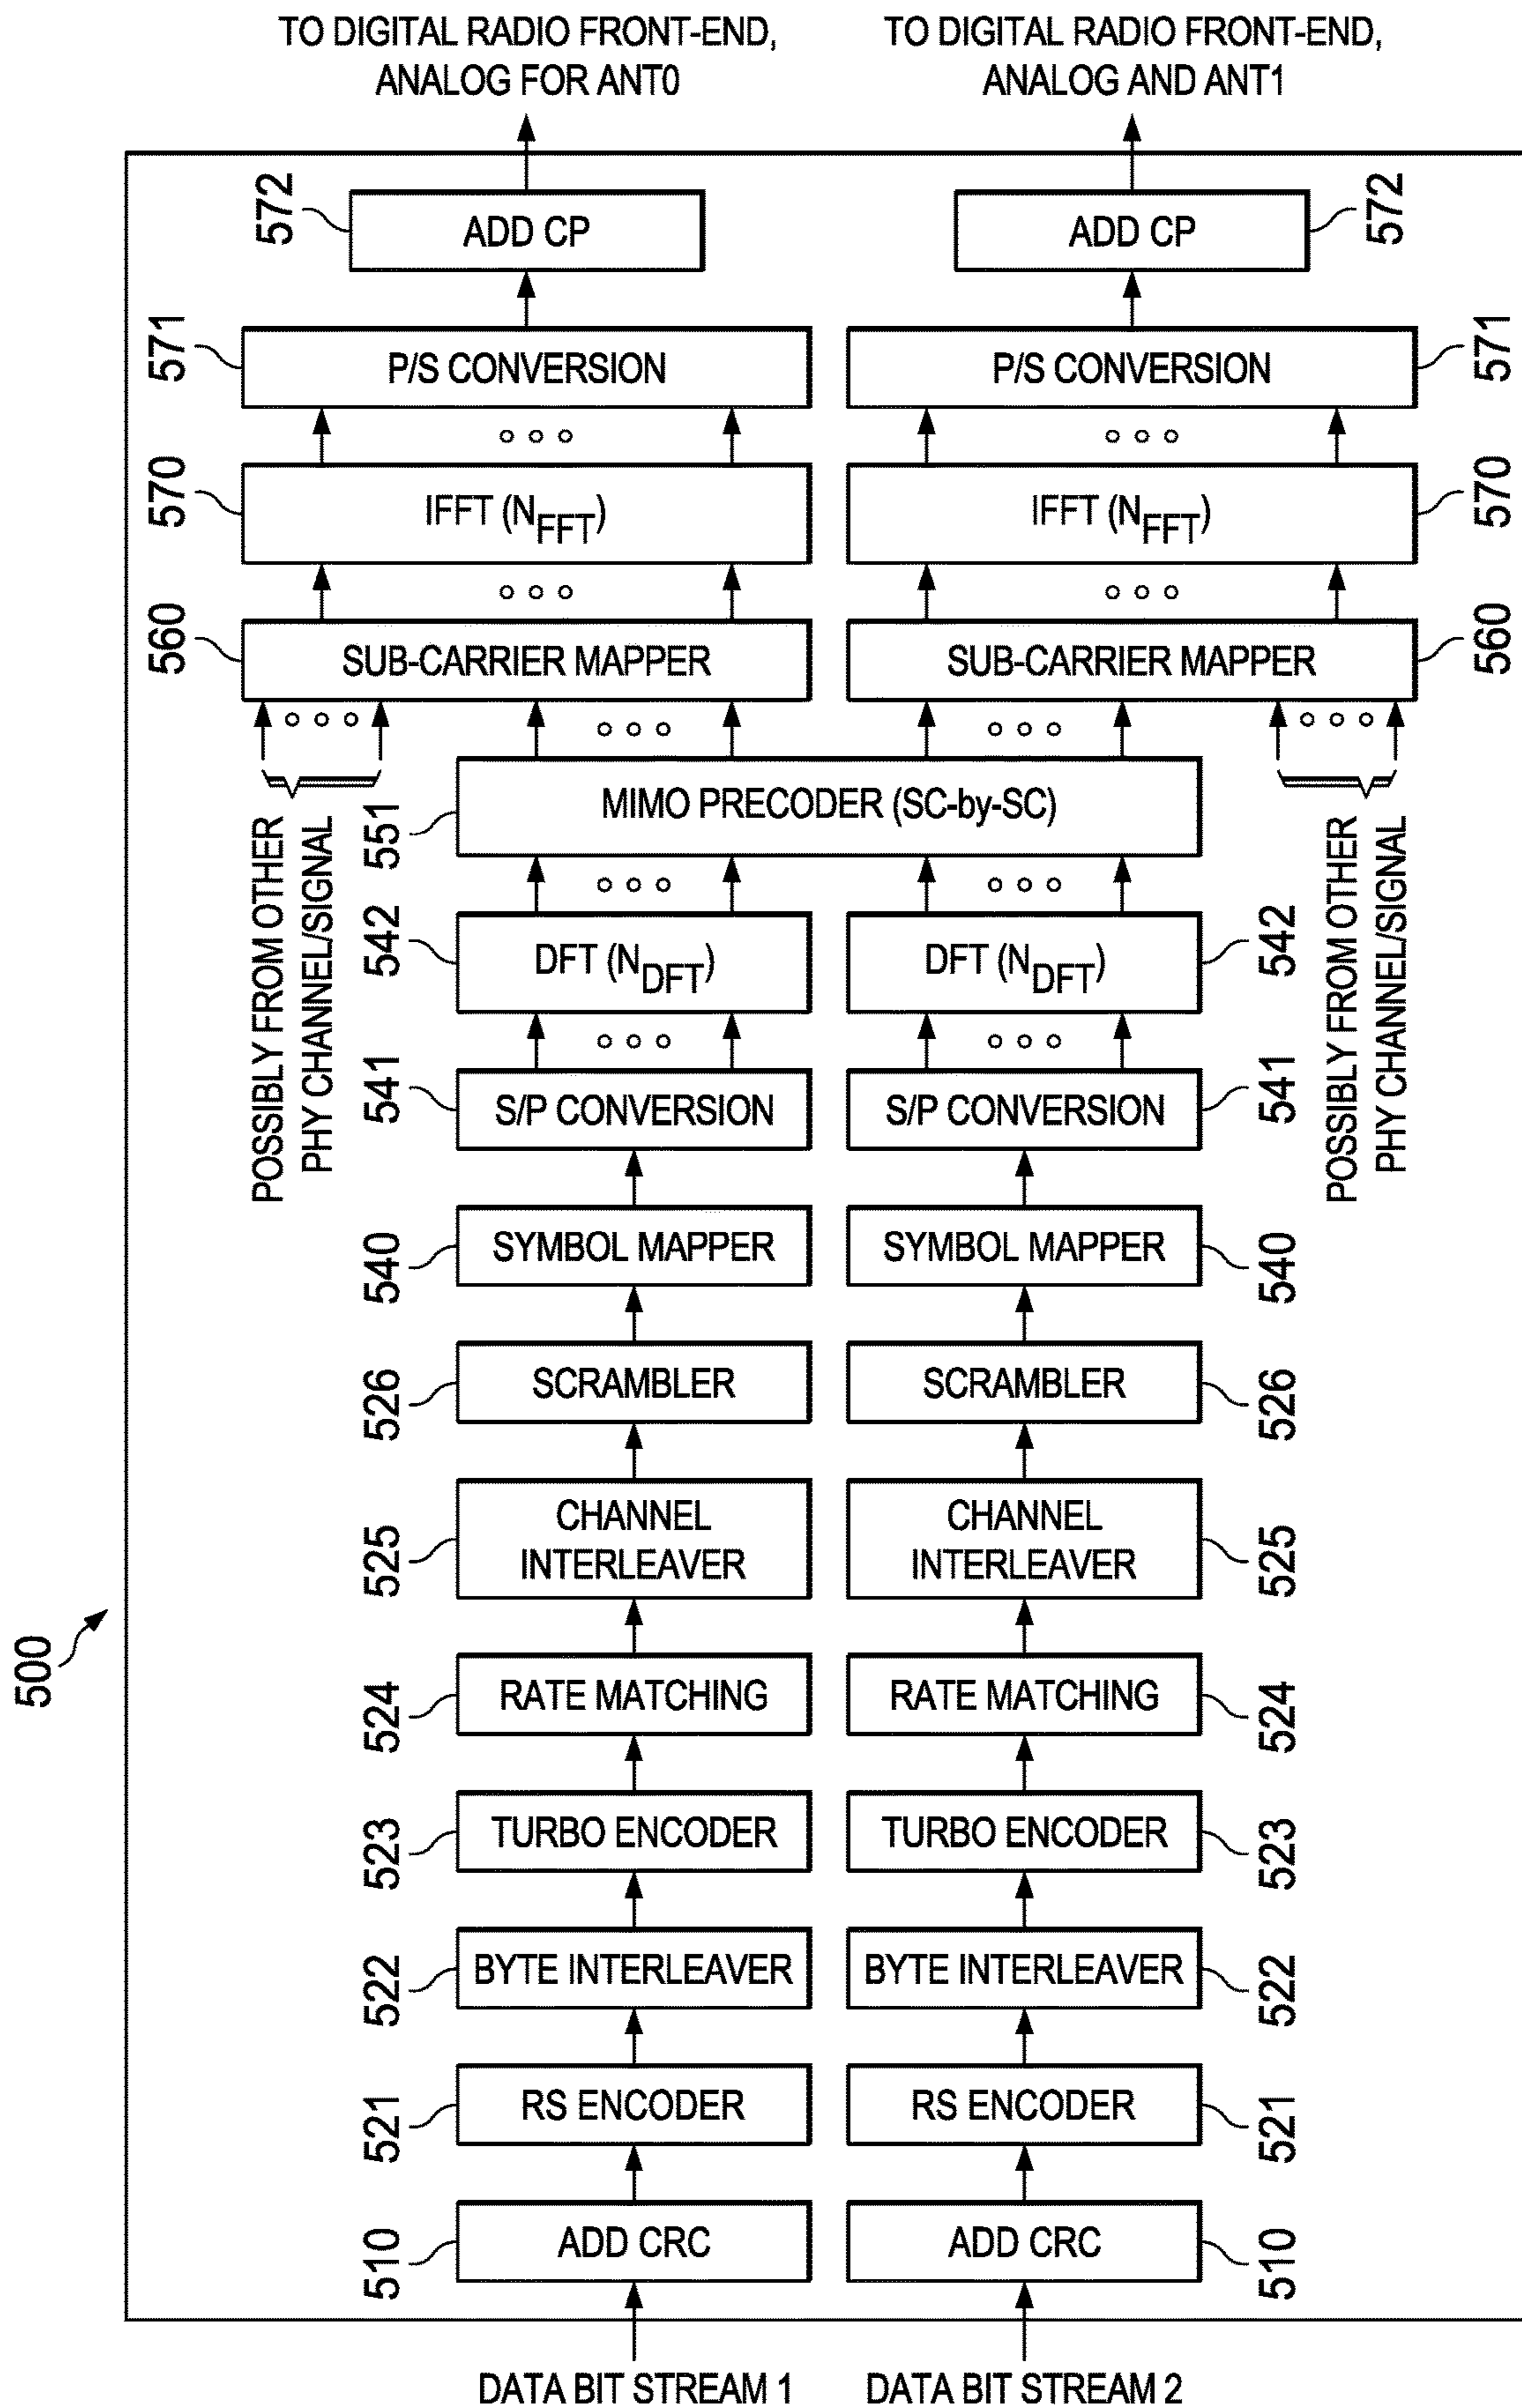 TO DIGITAL RADIO FRONT-END,
ANALOG FOR ANT0
TO DIGITAL RADIO FRONT-END,
ANALOG AND ANT1
572
ADD CP
ADD CP
572
571
P/S CONVERSION
P/S CONVERSION
571
570
IFFT (NFFT)
IFFT (NFFT)
570
560
SUB-CARRIER MAPPER
SUB-CARRIER MAPPER
560
POSSIBLY FROM OTHER
PHY CHANNEL/SIGNAL
551
MIMO PRECODER (SC-by-SC)
POSSIBLY FROM OTHER
PHY CHANNEL/SIGNAL
542
DFT (NDFT)
DFT (NDFT)
542
541
S/P CONVERSION
S/P CONVERSION
541
540
SYMBOL MAPPER
SYMBOL MAPPER
540
526
SCRAMBLER
SCRAMBLER
526
525
CHANNEL
INTERLEAVER
CHANNEL
INTERLEAVER
525
500
524
RATE MATCHING
RATE MATCHING
524
523
TURBO ENCODER
TURBO ENCODER
523
522
BYTE INTERLEAVER
BYTE INTERLEAVER
522
521
RS ENCODER
RS ENCODER
521
510
ADD CRC
ADD CRC
510
DATA BIT STREAM 1
DATA BIT STREAM 2